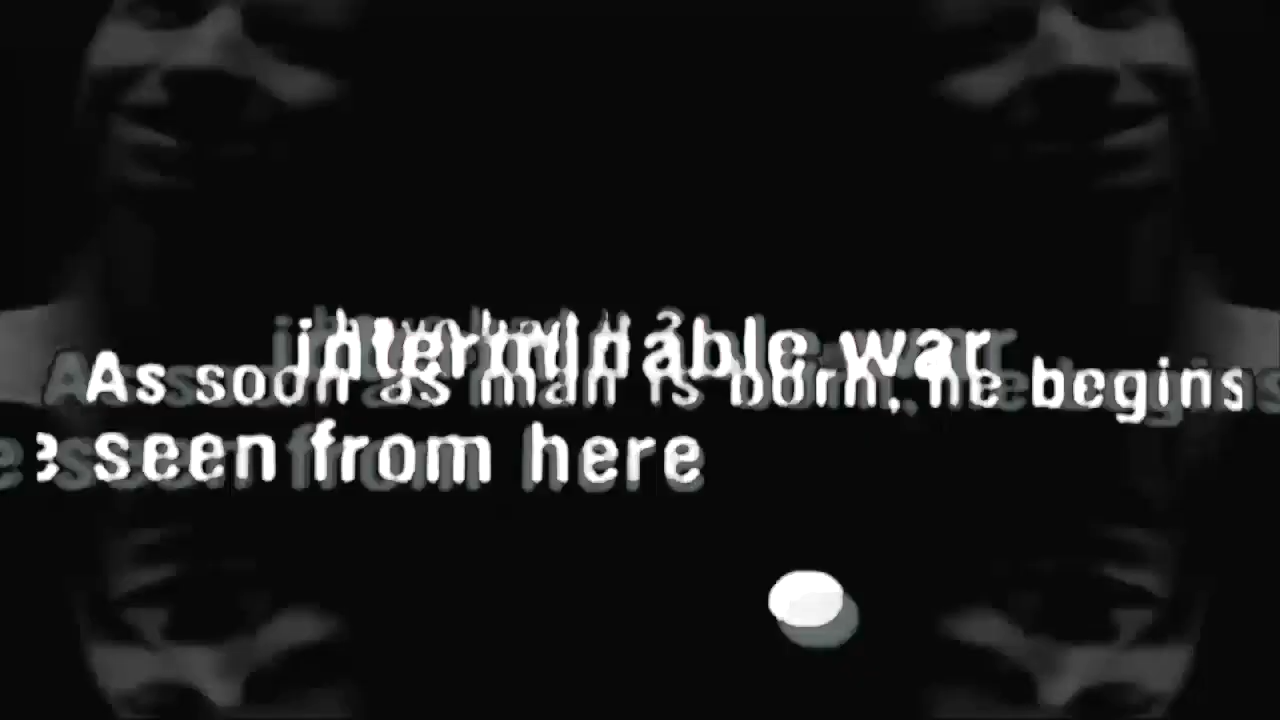 interminable war
As soon as man is born, he begins
seen from here